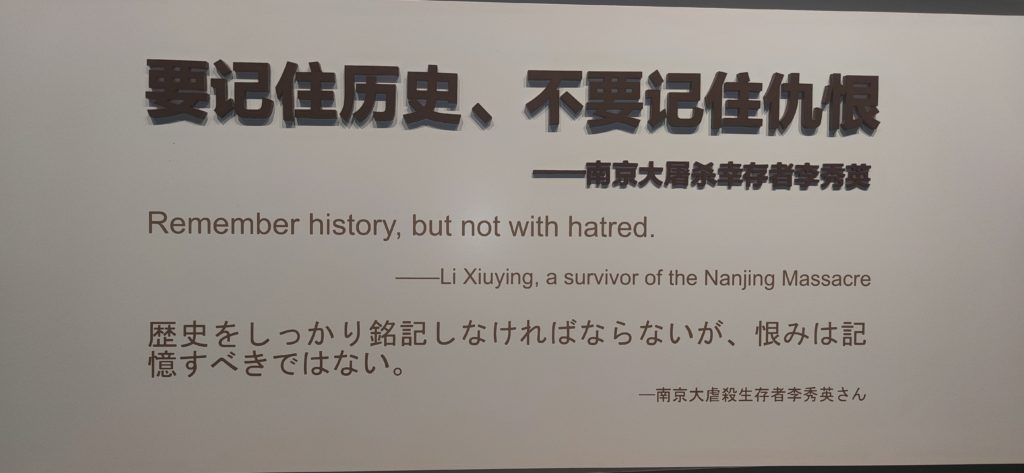 要记住历史、不要记住仇恨
——南京大屠杀幸存者李秀英
Remember history, but not with hatred.
——Li Xiuying, a survivor of the Nanjing Massacre
歴史をしっかり銘記しなければならないが、恨みは記
憶すべきではない。
—南京大虐殺生存者李秀英さん